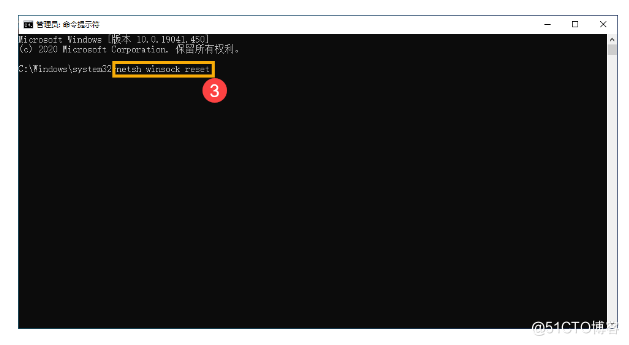 管理员: 命令提示符
Microsoft Windows [版本 10.0.19041.450]
(c) 2020 Microsoft Corporation. 保留所有权利。
C:\Windows\system32>netsh winsock reset
3
@51CTO博客